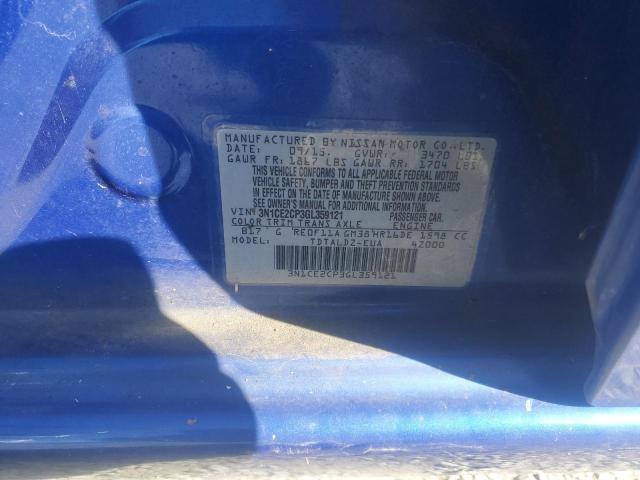 MANUFACTURED BY NISSAN MOTOR CO.,LTD.
DATE: 09/15. GVWR: 3470 LBS
GAWR FR: 1867 LBS GAWR RR: 1704 LBS
THIS VEHICLE CONFORMS TO ALL APPLICABLE FEDERAL MOTOR
VEHICLE SAFETY, BUMPER AND THEFT PREVENTION STANDARDS
IN EFFECT ON THE DATE OF MANUFACTURE SHOWN ABOVE.
SEE OWNER'S MANUAL FOR ADDITIONAL INFORMATION.
VIN# 3N1CE2CP3GL359121 PASSENGER CAR
COLOR TRIM TRANS AXLE ENGINE
B17 G RE0F11A GM38 HR16DE 1598 CC
MODEL: TDTALDZ-EUA 42000
3N1CE2CP3GL359121